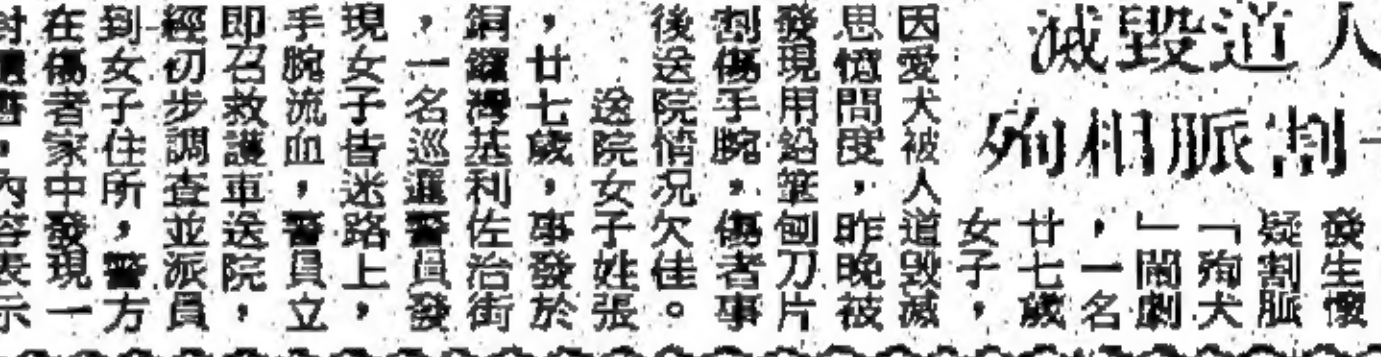 人道毀滅
割脈相殉
發生懷
疑割脈
「殉犬
」鬧劇
，一名
廿七歲
女子，
因愛犬被人道毀滅
思憶問度，昨晚被
發現用鉛筆刨刀片
割傷手腕，傷者事
後送院情况欠佳。
送院女子姓張
，廿七歲，事發於
銅鑼灣基利佐治街
，一名巡邏警員發
現女子皆迷路上，
手腕流血，警員立
即召救護車送院，
經初步調查並派員
到女子住所，警方
在傷者家中發現一
封遺書，內容表示